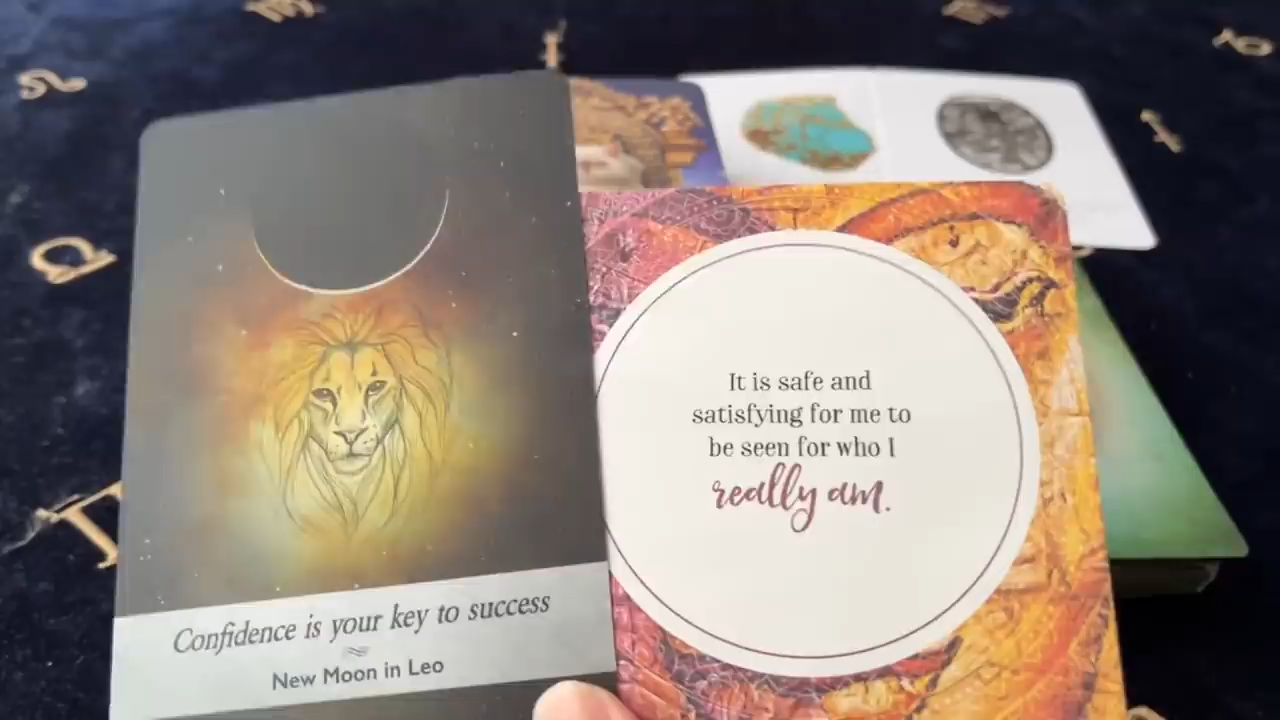 Confidence is your key to success
New Moon in Leo
It is safe and
satisfying for me to
be seen for who I
really am.